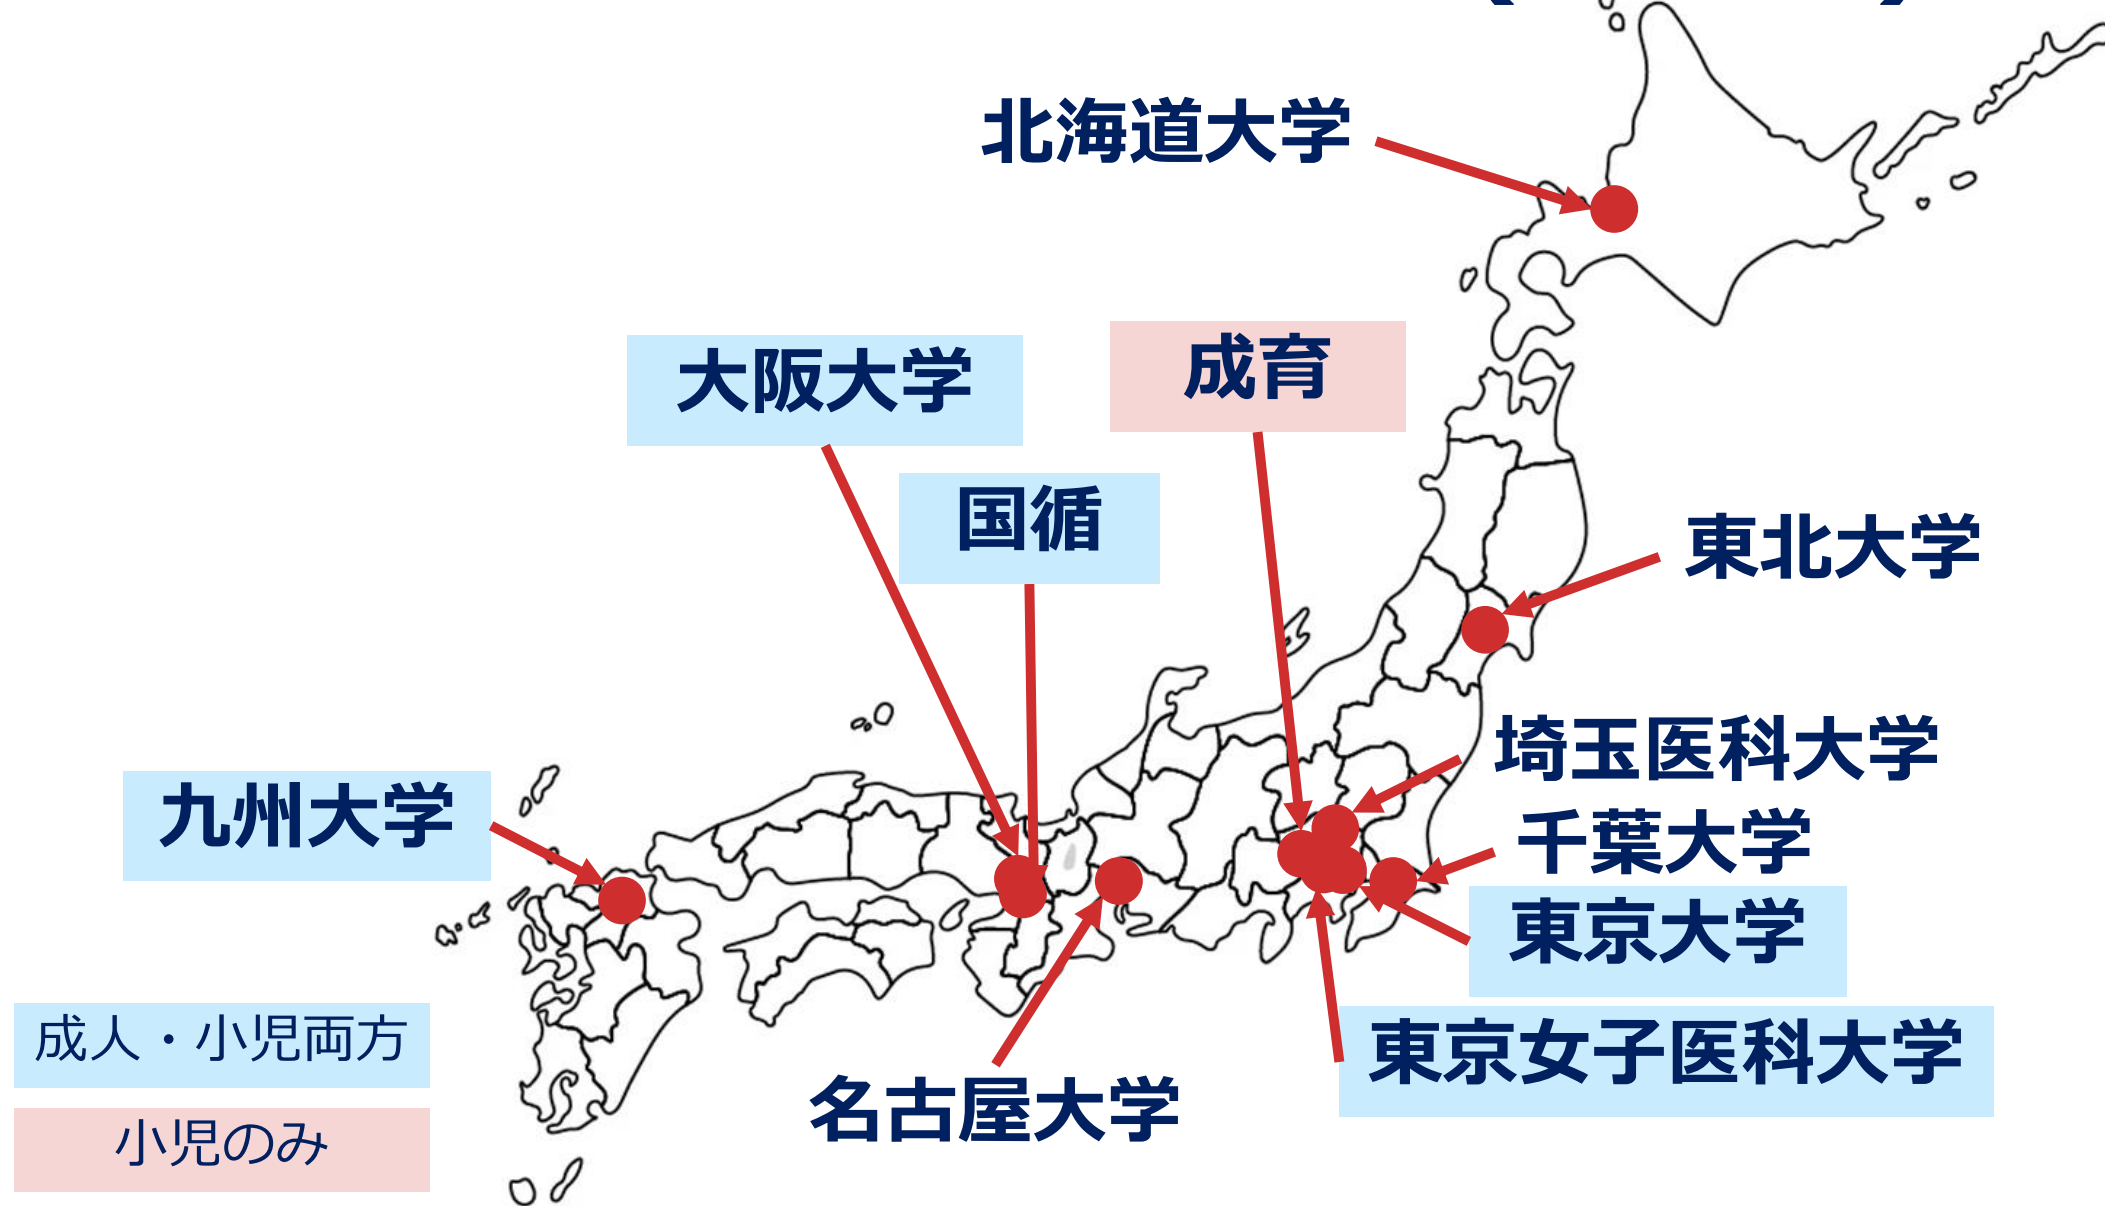 北海道大学
成育
大阪大学
国循
東北大学
埼玉医科大学
九州大学
千葉大学
東京大学
成人・小児両方
東京女子医科大学
名古屋大学
小児のみ